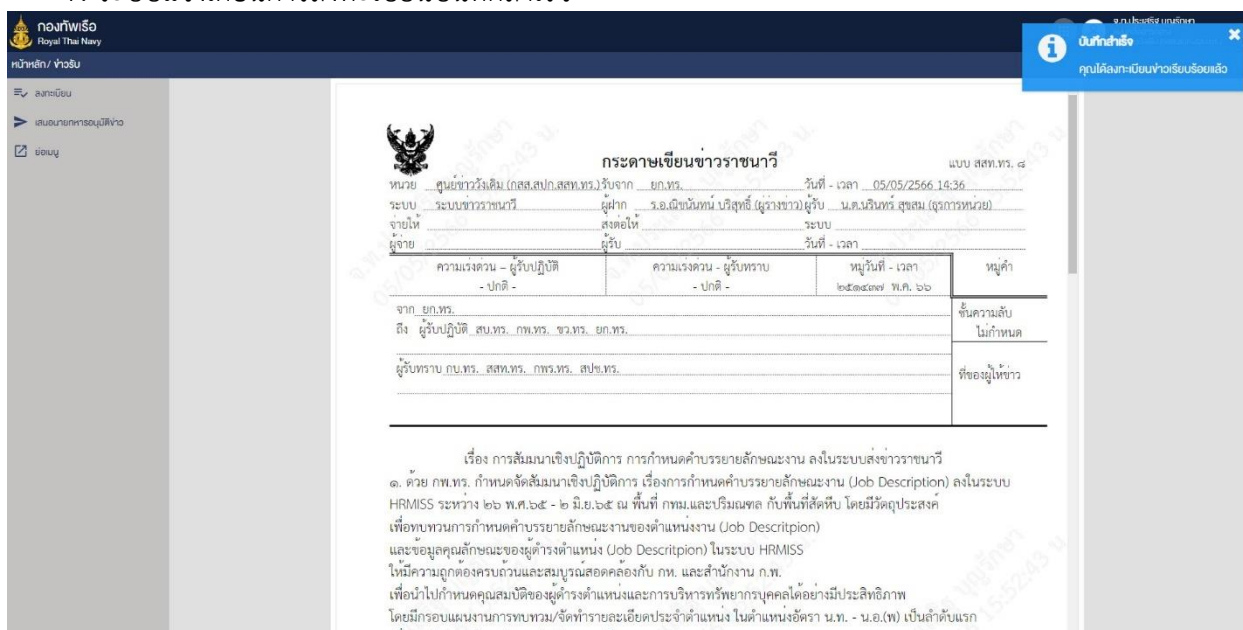 กองทัพเรือ
Royal Thai Navy
บันทึกสำเร็จ
คุณได้ลงทะเบียนข่าวเรียบร้อยแล้ว
หน้าหลัก/ ข่าวรับ
ลงทะเบียน
เสนอนายทหารอนุมัติข่าว
ย่อเมนู
กระดาษเขียนข่าวราชนาวี
แบบ สสท.ทร. ๘
หน่วย ศูนย์ข่าววังเดิม (กสส.สปก.สสท.ทร.) รับจาก ยก.ทร. วันที่ - เวลา 05/05/2566 14:36
ระบบ ระบบข่าวราชนาวี ผู้ฝาก ร.อ.ณิชนันทน์ บริสุทธิ์ (ผู้ร่างข่าว) ผู้รับ น.ต.นรินทร์ สุขสม (ธุรการหน่วย)
จ่ายให้ ส่งต่อให้ ระบบ
ผู้จ่าย ผู้รับ วันที่ - เวลา
ความเร่งด่วน – ผู้รับปฏิบัติ ความเร่งด่วน - ผู้รับทราบ หมู่วันที่ - เวลา หมู่คำ
- ปกติ - - ปกติ - ๒๕๑๔๓๗ พ.ค. ๖๖
จาก ยก.ทร. ชั้นความลับ
ถึง ผู้รับปฏิบัติ สบ.ทร. กพ.ทร. ขว.ทร. ยก.ทร. ไม่กำหนด
ผู้รับทราบ กบ.ทร. สสท.ทร. กพร.ทร. สปช.ทร. ที่ของผู้ให้ข่าว
เรื่อง การสัมมนาเชิงปฏิบัติการ การกำหนดคำบรรยายลักษณะงาน ลงในระบบส่งข่าวราชนาวี
๑. ด้วย กพ.ทร. กำหนดจัดสัมมนาเชิงปฏิบัติการ เรื่องการกำหนดคำบรรยายลักษณะงาน (Job Description) ลงในระบบ
HRMISS ระหว่าง ๒๖ พ.ศ.๖๕ - ๒ มิ.ย.๖๕ ณ พื้นที่ กทม.และปริมณฑล กับพื้นที่สัตหีบ โดยมีวัตถุประสงค์
เพื่อทบทวนการกำหนดคำบรรยายลักษณะงานของตำแหน่งงาน (Job Descritpion)
และข้อมูลคุณลักษณะของผู้ดำรงตำแหน่ง (Job Descritpion) ในระบบ HRMISS
ให้มีความถูกต้องครบถ้วนและสมบูรณ์สอดคล้องกับ กห. และสำนักงาน ก.พ.
เพื่อนำไปกำหนดคุณสมบัติของผู้ดำรงตำแหน่งและการบริหารทรัพยากรบุคคลได้อย่างมีประสิทธิภาพ
โดยมีกรอบแผนงานการทบทวม/จัดทำรายละเอียดประจำตำแหน่ง ในตำแหน่งอัตรา น.ท. - น.อ.(พ) เป็นลำดับแรก